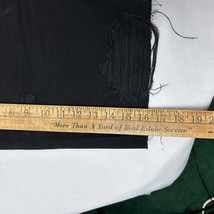 9 10 11 12 13 14 15 16 17 18 19
"More Than A Yard of Real Estate Service"